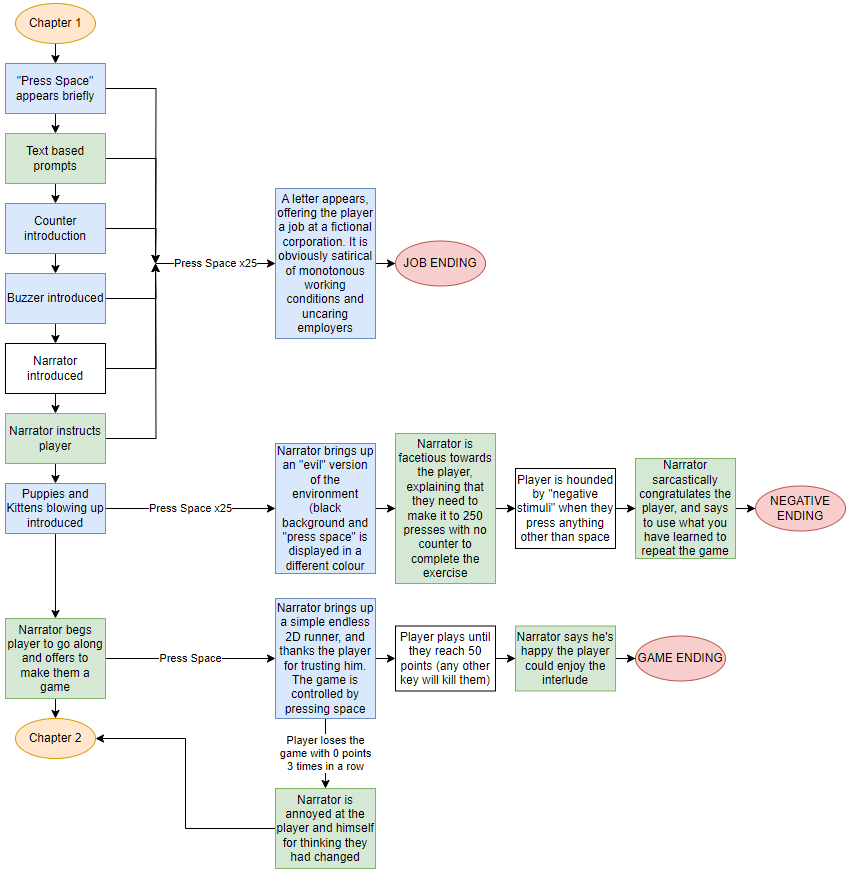 Chapter 1
"Press Space"
appears briefly
Text based
prompts
Counter
introduction
Buzzer introduced
Narrator
introduced
Narrator instructs
player
Puppies and
Kittens blowing up
introduced
Narrator begs
player to go along
and offers to
make them a
game
Chapter 2
Press Space x25
A letter appears,
offering the player
a job at a fictional
corporation. It is
obviously satirical
of monotonous
working
conditions and
uncaring
employers
JOB ENDING
Press Space x25
Narrator brings up
an "evil" version
of the
environment
(black
background and
"press space" is
displayed in a
different colour
Narrator is
facetious towards
the player,
explaining that
they need to
make it to 250
presses with no
counter to
complete the
exercise
Player is hounded
by "negative
stimuli" when they
press anything
other than space
Narrator
sarcastically
congratulates the
player, and says
to use what you
have learned to
repeat the game
NEGATIVE
ENDING
Press Space
Narrator brings up
a simple endless
2D runner, and
thanks the player
for trusting him.
The game is
controlled by
pressing space
Player plays until
they reach 50
points (any other
key will kill them)
Narrator says he's
happy the player
could enjoy the
interlude
GAME ENDING
Player loses the
game with 0 points
3 times in a row
Narrator is
annoyed at the
player and himself
for thinking they
had changed